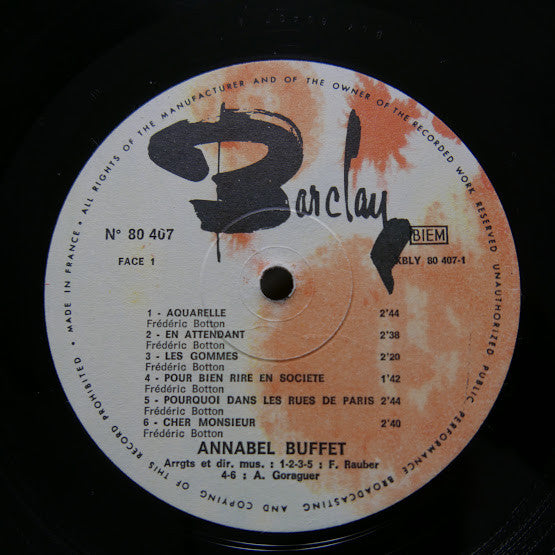 • MADE IN FRANCE • ALL RIGHTS OF THE MANUFACTURER AND OF THE OWNER OF THE RECORDED WORK RESERVED UNAUTHORIZED PUBLIC PERFORMANCE BROADCASTING AND COPYING OF THIS RECORD PROHIBITED
Barclay
N° 80 407
BIEM
FACE 1
XBLY 80 407-1
1 - AQUARELLE 2'44
Frédéric Botton
2 - EN ATTENDANT 2'38
Frédéric Botton
3 - LES GOMMES 2'20
Frédéric Botton
4 - POUR BIEN RIRE EN SOCIETE 1'42
Frédéric Botton
5 - POURQUOI DANS LES RUES DE PARIS 2'44
Frédéric Botton
6 - CHER MONSIEUR 2'40
Frédéric Botton
ANNABEL BUFFET
Arrgts et dir. mus. : 1-2-3-5 : F. Rauber
4-6 : A. Goraguer